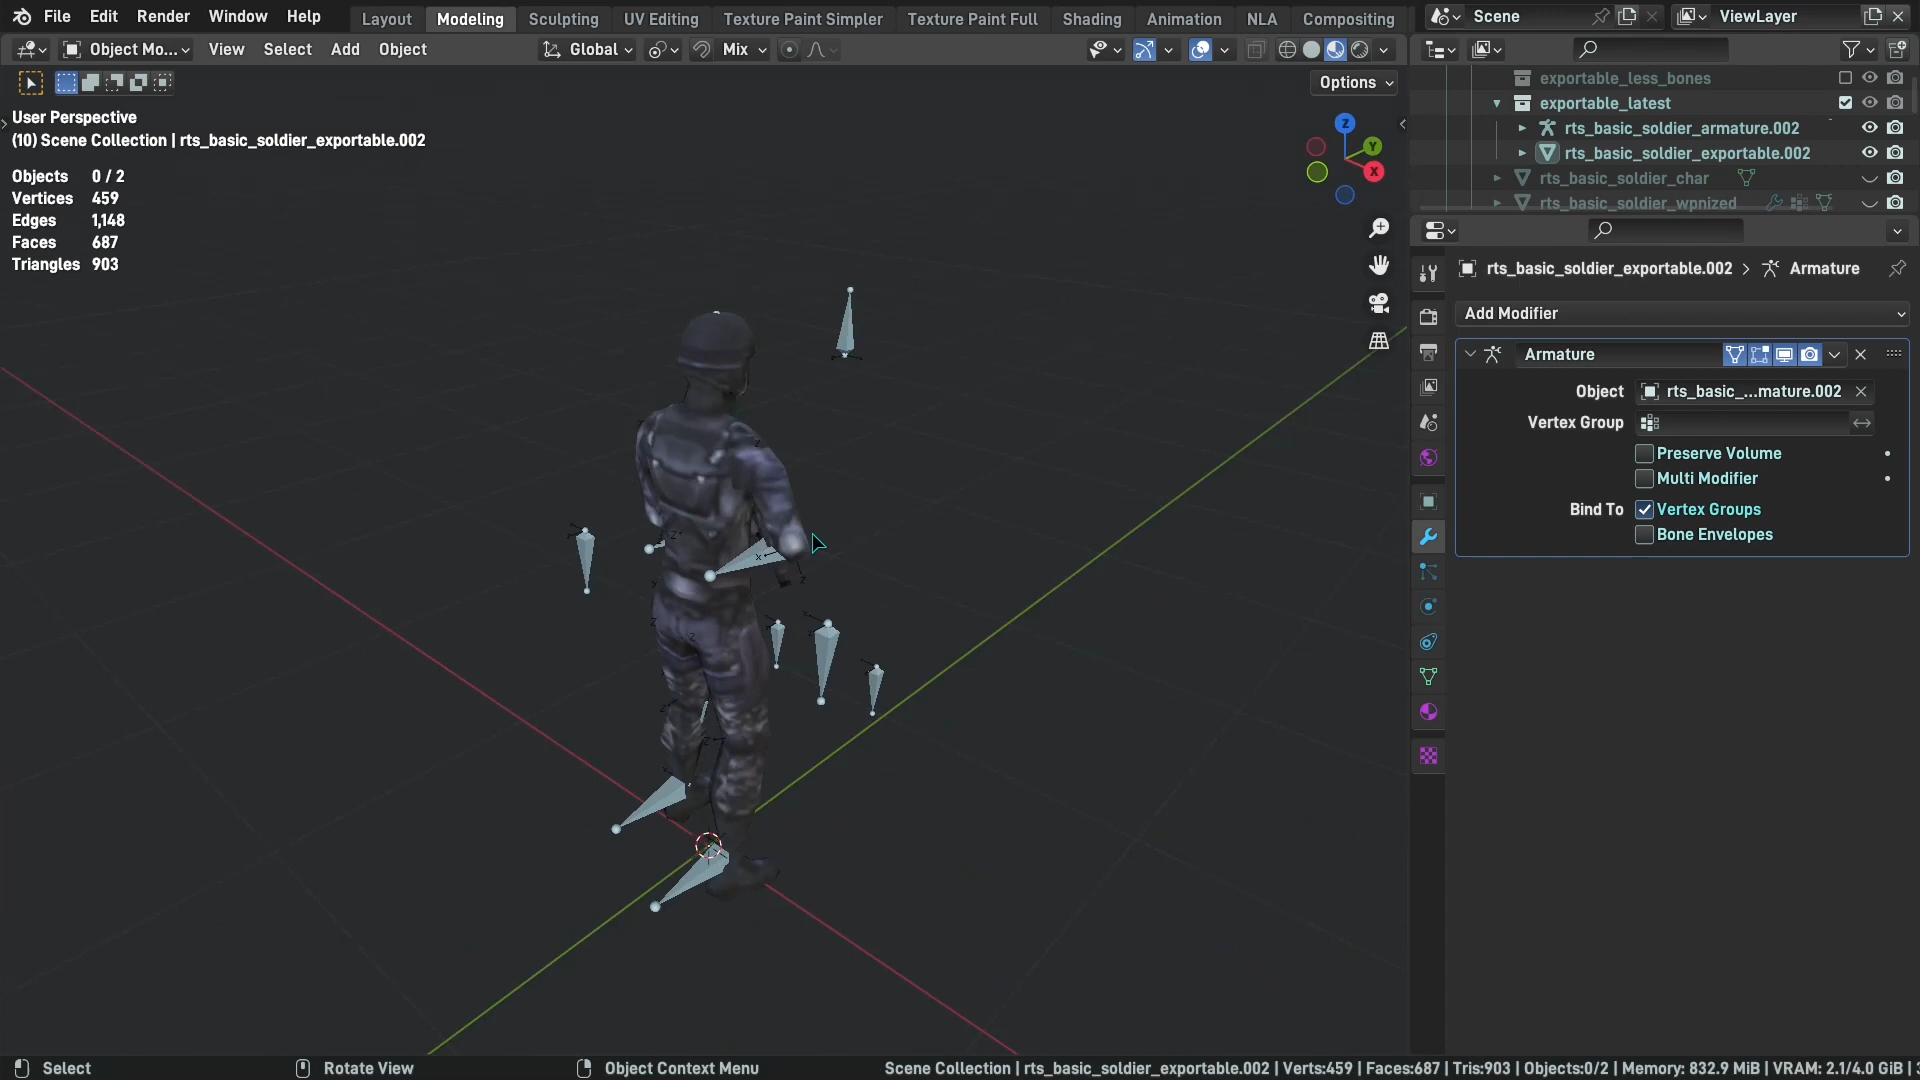 File Edit Render Window Help
Layout Modeling Sculpting UV Editing Texture Paint Simpler Texture Paint Full Shading Animation NLA Compositing
Scene
ViewLayer
Object Mo... View Select Add Object
Global
Mix
Options
User Perspective
(10) Scene Collection | rts_basic_soldier_exportable.002
Objects 0 / 2
Vertices 459
Edges 1,148
Faces 687
Triangles 903
Z
Y
X
exportable_less_bones
exportable_latest
rts_basic_soldier_armature.002
rts_basic_soldier_exportable.002
rts_basic_soldier_char
rts_basic_soldier_wpnized
rts_basic_soldier_exportable.002 > Armature
Add Modifier
Armature
Object rts_basic_...mature.002
Vertex Group
Preserve Volume
Multi Modifier
Bind To Vertex Groups
Bone Envelopes
Select
Rotate View
Object Context Menu
Scene Collection | rts_basic_soldier_exportable.002 | Verts:459 | Faces:687 | Tris:903 | Objects:0/2 | Memory: 832.9 MiB | VRAM: 2.1/4.0 GiB |